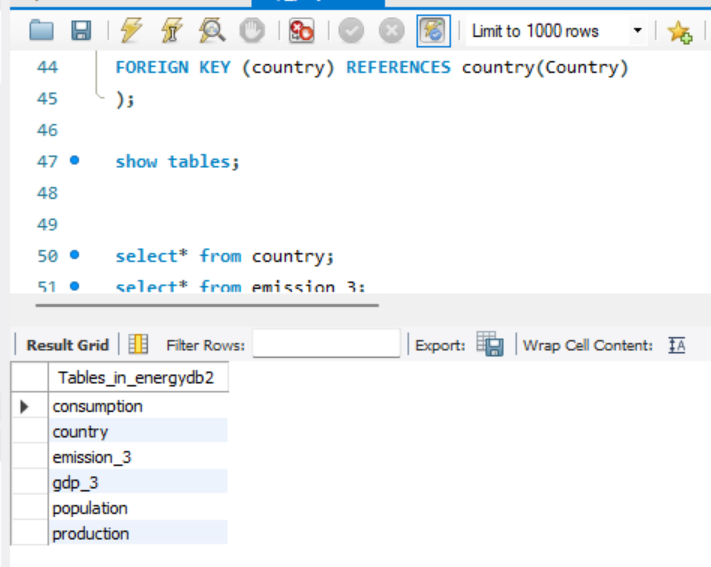 Limit to 1000 rows
44 FOREIGN KEY (country) REFERENCES country(Country)
45 );
46
47 show tables;
48
49
50 select* from country;
51 select* from emission_3;
Result Grid Filter Rows: Export: Wrap Cell Content: IA
Tables_in_energydb2
consumption
country
emission_3
gdp_3
population
production